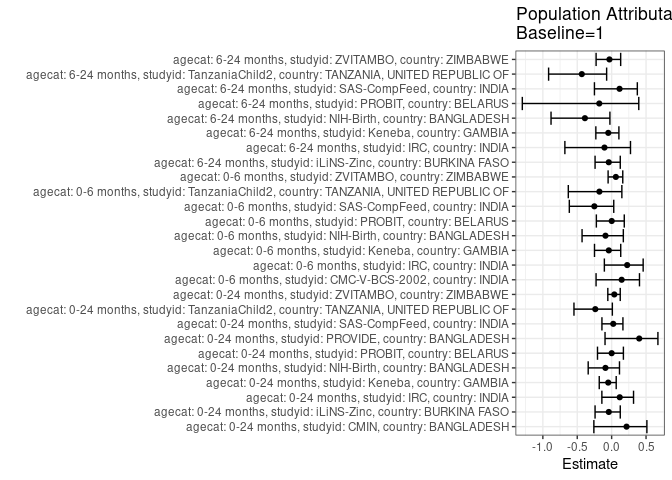 Population Attributa
Baseline=1
agecat: 6-24 months, studyid: ZVITAMBO, country: ZIMBABWE
agecat: 6-24 months, studyid: TanzaniaChild2, country: TANZANIA, UNITED REPUBLIC OF
agecat: 6-24 months, studyid: SAS-CompFeed, country: INDIA
agecat: 6-24 months, studyid: PROBIT, country: BELARUS
agecat: 6-24 months, studyid: NIH-Birth, country: BANGLADESH
agecat: 6-24 months, studyid: Keneba, country: GAMBIA
agecat: 6-24 months, studyid: IRC, country: INDIA
agecat: 6-24 months, studyid: iLiNS-Zinc, country: BURKINA FASO
agecat: 0-6 months, studyid: ZVITAMBO, country: ZIMBABWE
agecat: 0-6 months, studyid: TanzaniaChild2, country: TANZANIA, UNITED REPUBLIC OF
agecat: 0-6 months, studyid: SAS-CompFeed, country: INDIA
agecat: 0-6 months, studyid: PROBIT, country: BELARUS
agecat: 0-6 months, studyid: NIH-Birth, country: BANGLADESH
agecat: 0-6 months, studyid: Keneba, country: GAMBIA
agecat: 0-6 months, studyid: IRC, country: INDIA
agecat: 0-6 months, studyid: CMC-V-BCS-2002, country: INDIA
agecat: 0-24 months, studyid: ZVITAMBO, country: ZIMBABWE
agecat: 0-24 months, studyid: TanzaniaChild2, country: TANZANIA, UNITED REPUBLIC OF
agecat: 0-24 months, studyid: SAS-CompFeed, country: INDIA
agecat: 0-24 months, studyid: PROVIDE, country: BANGLADESH
agecat: 0-24 months, studyid: PROBIT, country: BELARUS
agecat: 0-24 months, studyid: NIH-Birth, country: BANGLADESH
agecat: 0-24 months, studyid: Keneba, country: GAMBIA
agecat: 0-24 months, studyid: IRC, country: INDIA
agecat: 0-24 months, studyid: iLiNS-Zinc, country: BURKINA FASO
agecat: 0-24 months, studyid: CMIN, country: BANGLADESH
-1.0 -0.5 0.0 0.5
Estimate